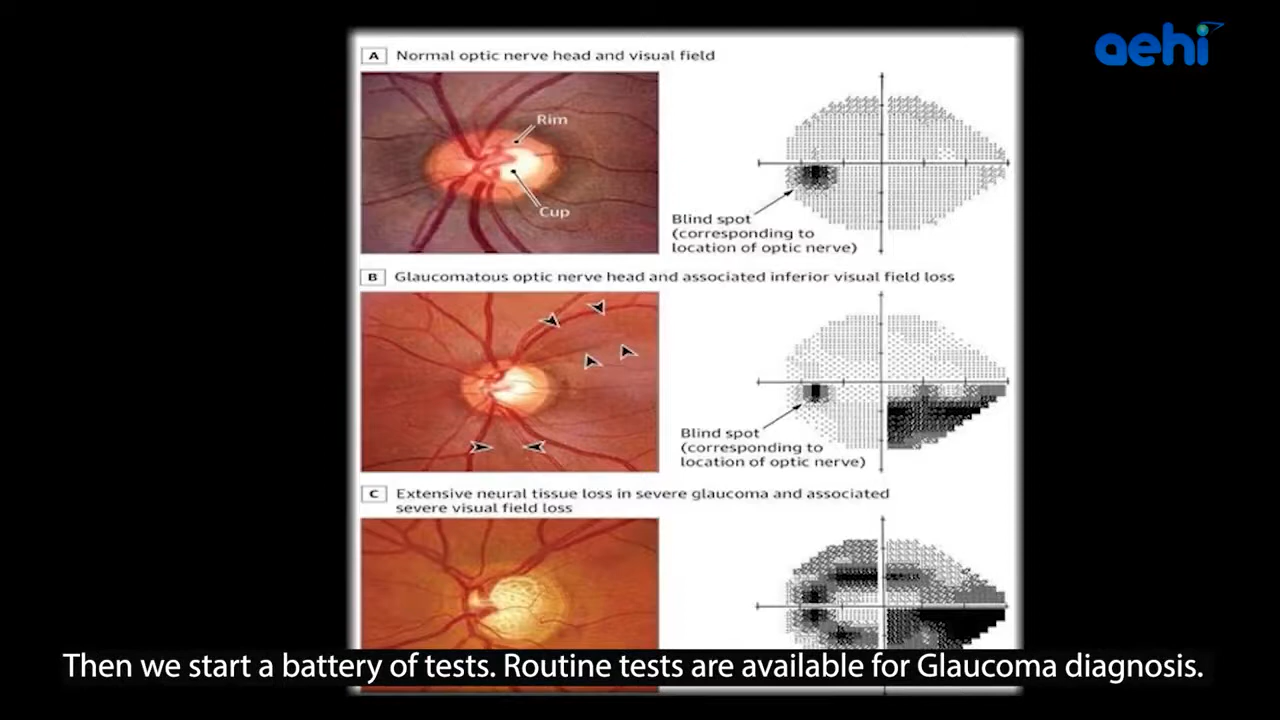 aehi
A Normal optic nerve head and visual field
Rim
Cup
Blind spot
(corresponding to
location of optic nerve)
B Glaucomatous optic nerve head and associated inferior visual field loss
Blind spot
(corresponding to
location of optic nerve)
C Extensive neural tissue loss in severe glaucoma and associated
severe visual field loss
Then we start a battery of tests. Routine tests are available for Glaucoma diagnosis.